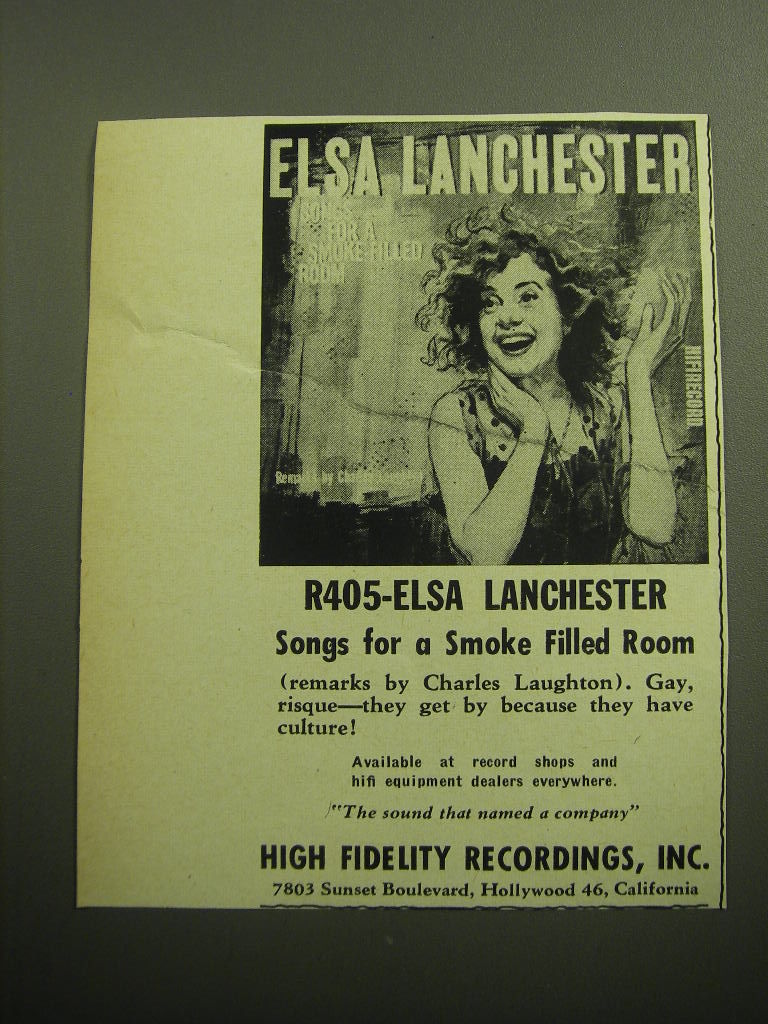 ELSA LANCHESTER
SONGS
FOR A
SMOKE FILLED
ROOM
HIFIRECORD
Remarks by
R405-ELSA LANCHESTER
Songs for a Smoke Filled Room
(remarks by Charles Laughton). Gay,
risque—they get by because they have
culture!
Available at record shops and
hifi equipment dealers everywhere.
"The sound that named a company"
HIGH FIDELITY RECORDINGS, INC.
7803 Sunset Boulevard, Hollywood 46, California